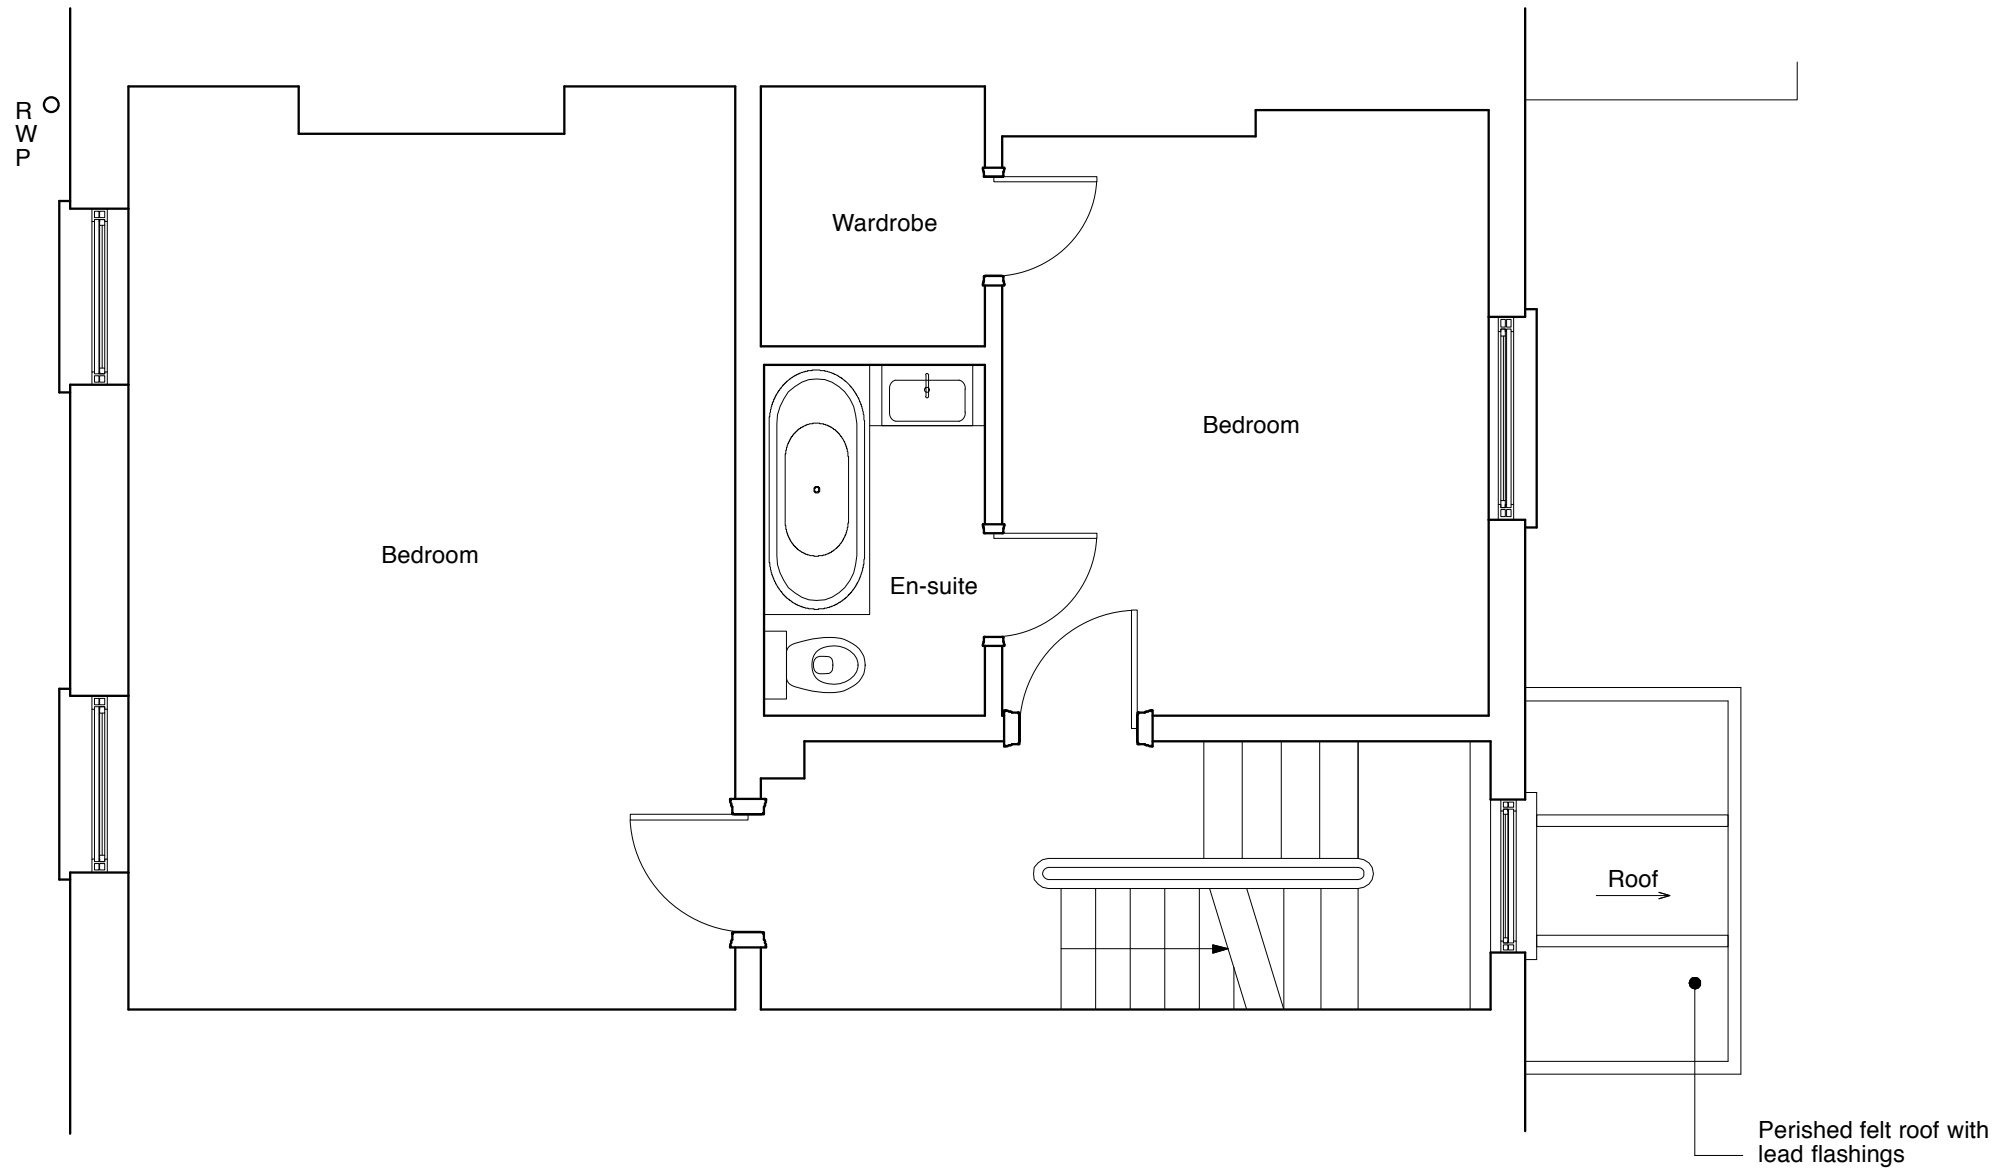 R
W
P
Wardrobe
Bedroom
Bedroom
En-suite
Roof
Perished felt roof with
lead flashings